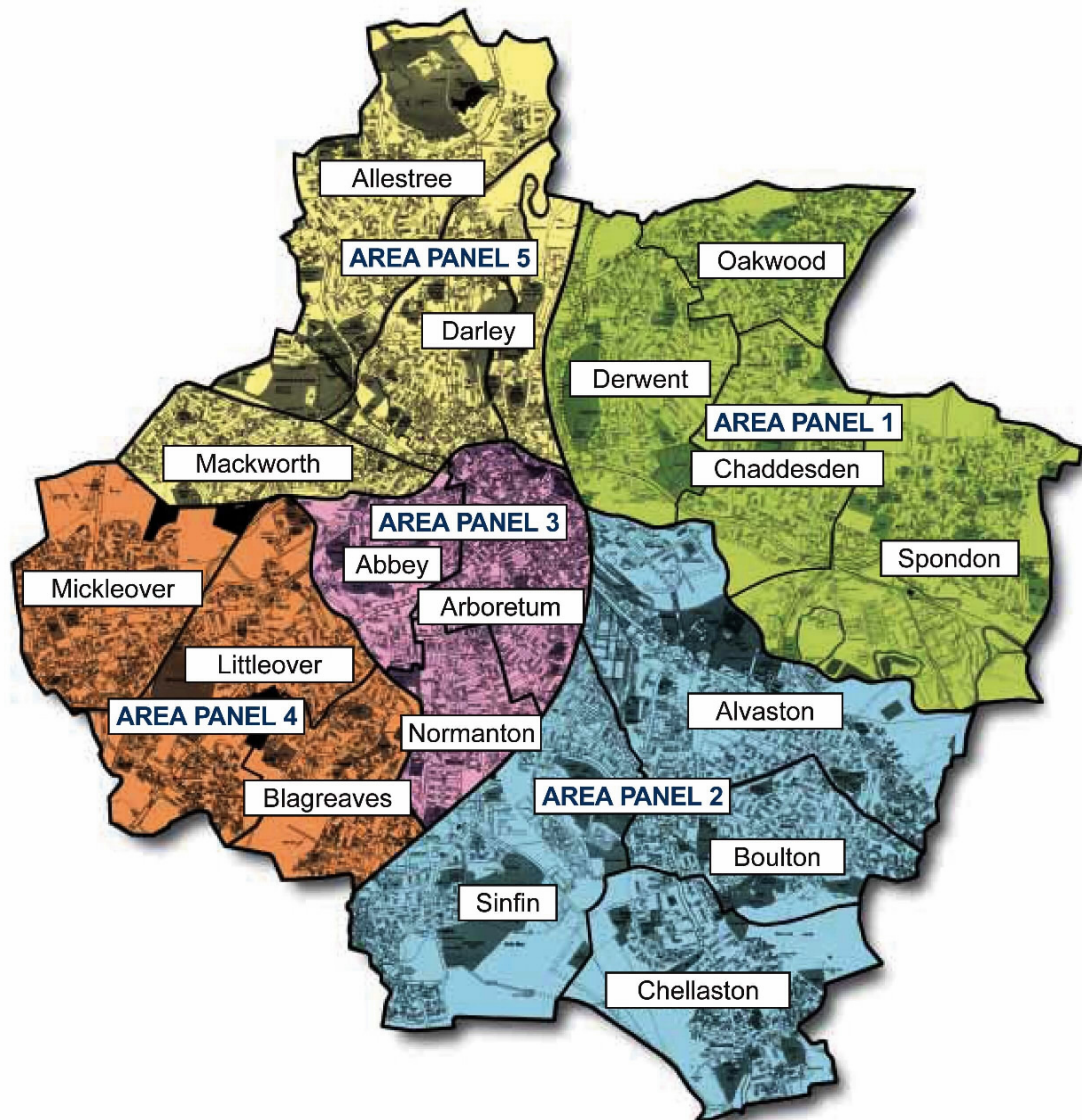 Allestree
AREA PANEL 5
Oakwood
Darley
Derwent
AREA PANEL 1
Mackworth
Chaddesden
AREA PANEL 3
Abbey
Spondon
Mickleover
Arboretum
Littleover
AREA PANEL 4
Alvaston
Normanton
AREA PANEL 2
Blagreaves
Boulton
Sinfin
Chellaston